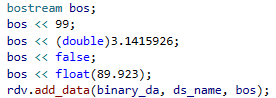 bostream bos;
bos << 99;
bos << (double)3.1415926;
bos << false;
bos << float(89.923);
rdv.add_data(binary_da, ds_name, bos);